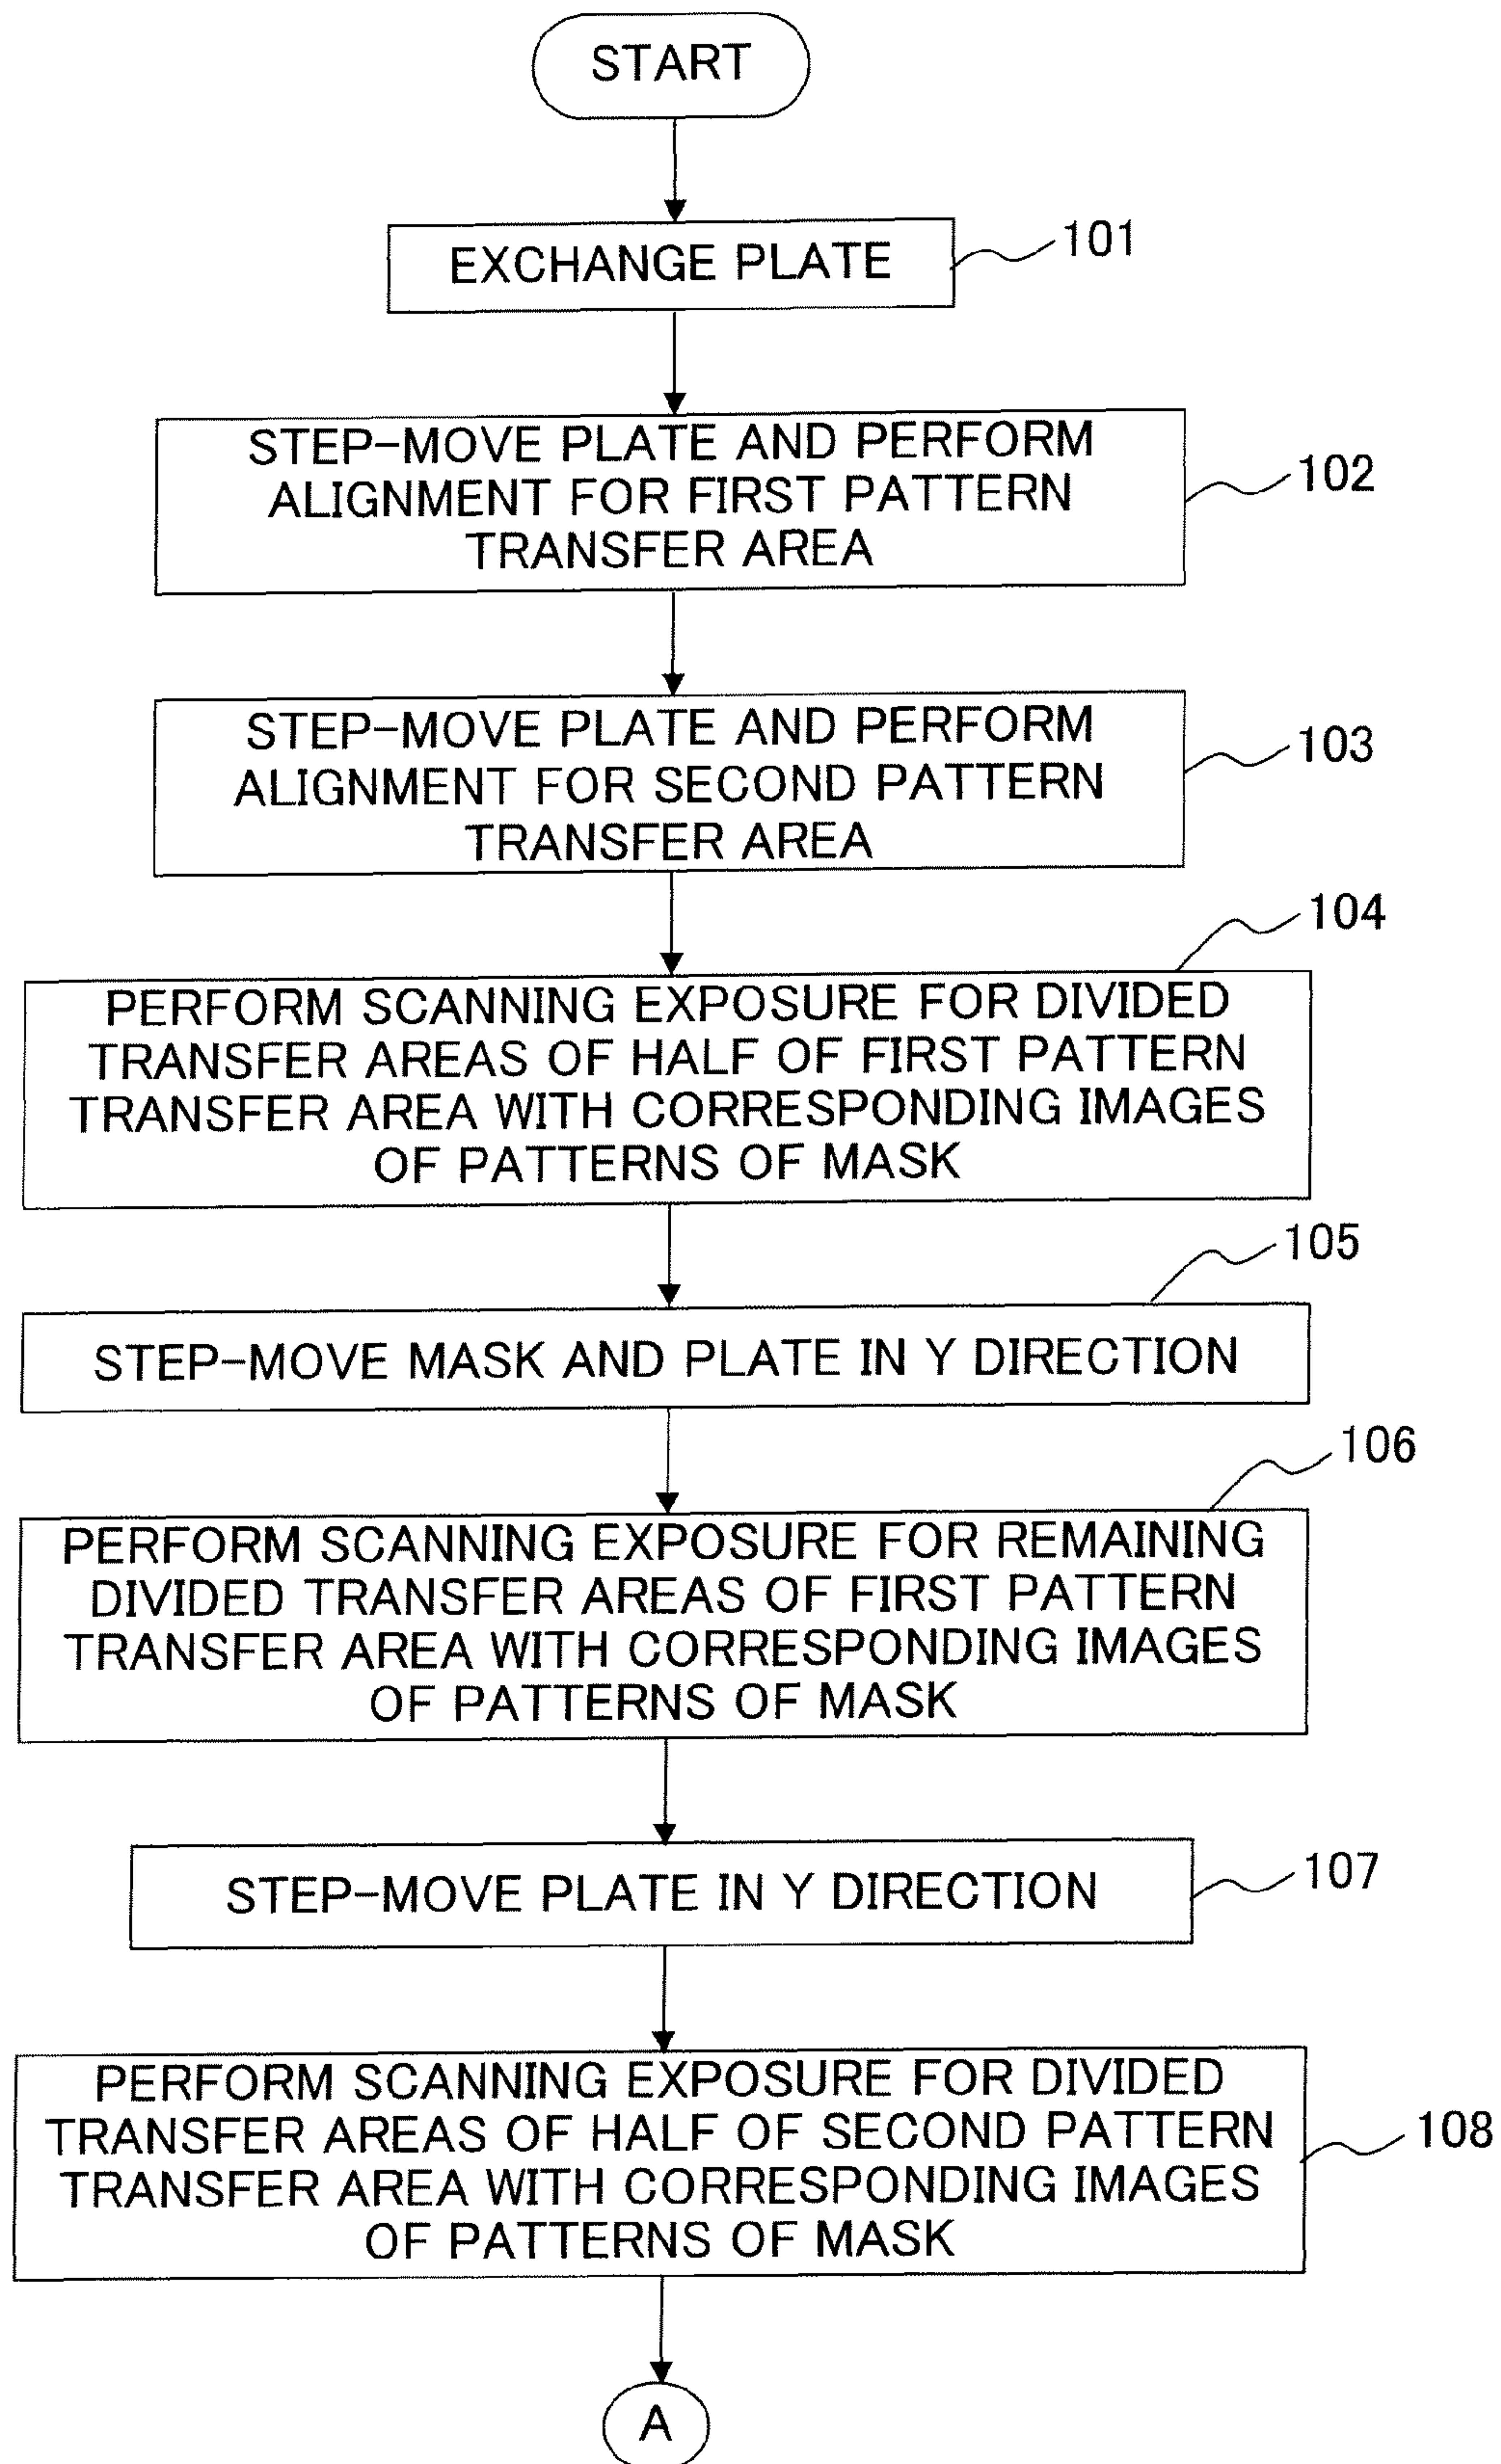 START
EXCHANGE PLATE
101
STEP-MOVE PLATE AND PERFORM
ALIGNMENT FOR FIRST PATTERN
TRANSFER AREA
102
STEP-MOVE PLATE AND PERFORM
ALIGNMENT FOR SECOND PATTERN
TRANSFER AREA
103
104
PERFORM SCANNING EXPOSURE FOR DIVIDED
TRANSFER AREAS OF HALF OF FIRST PATTERN
TRANSFER AREA WITH CORRESPONDING IMAGES
OF PATTERNS OF MASK
105
STEP-MOVE MASK AND PLATE IN Y DIRECTION
106
PERFORM SCANNING EXPOSURE FOR REMAINING
DIVIDED TRANSFER AREAS OF FIRST PATTERN
TRANSFER AREA WITH CORRESPONDING IMAGES
OF PATTERNS OF MASK
STEP-MOVE PLATE IN Y DIRECTION
107
PERFORM SCANNING EXPOSURE FOR DIVIDED
TRANSFER AREAS OF HALF OF SECOND PATTERN
TRANSFER AREA WITH CORRESPONDING IMAGES
OF PATTERNS OF MASK
108
A